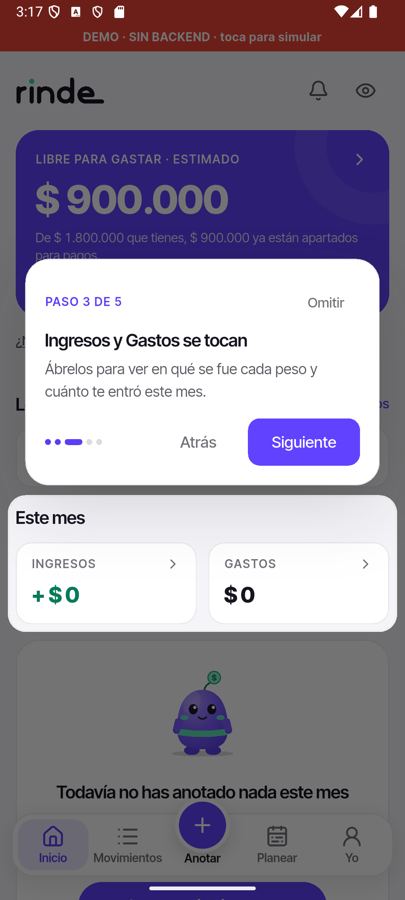 3:17
DEMO · SIN BACKEND · toca para simular
rinde
LIBRE PARA GASTAR · ESTIMADO
$ 900.000
De $ 1.800.000 que tienes, $ 900.000 ya están apartados
para pagos.
PASO 3 DE 5
Omitir
Ingresos y Gastos se tocan
Ábrelos para ver en qué se fue cada peso y
cuánto te entró este mes.
Atrás
Siguiente
Este mes
INGRESOS
+$0
GASTOS
$0
$
Todavía no has anotado nada este mes
Inicio
Movimientos
Anotar
Planear
Yo